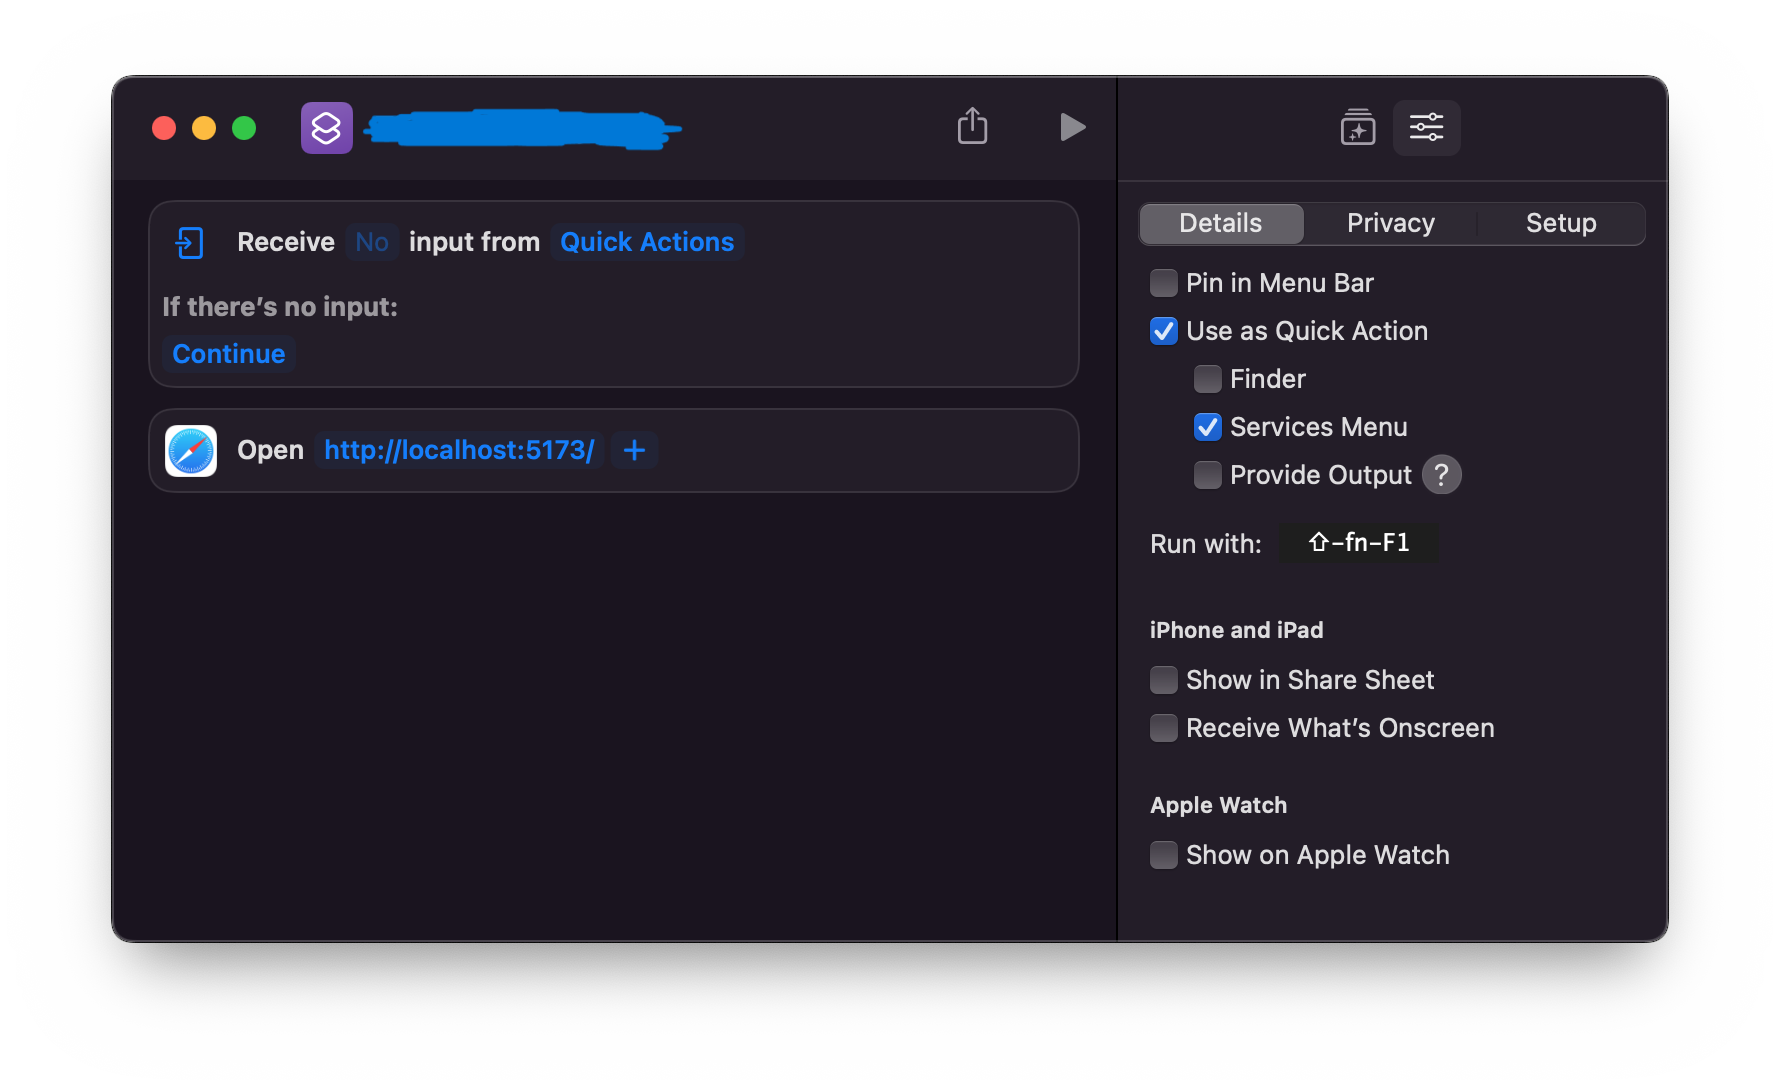 Receive No input from Quick Actions
If there’s no input:
Continue
Open http://localhost:5173/ +
Details Privacy Setup
Pin in Menu Bar
Use as Quick Action
Finder
Services Menu
Provide Output ?
Run with: ⇧-fn-F1
iPhone and iPad
Show in Share Sheet
Receive What’s Onscreen
Apple Watch
Show on Apple Watch